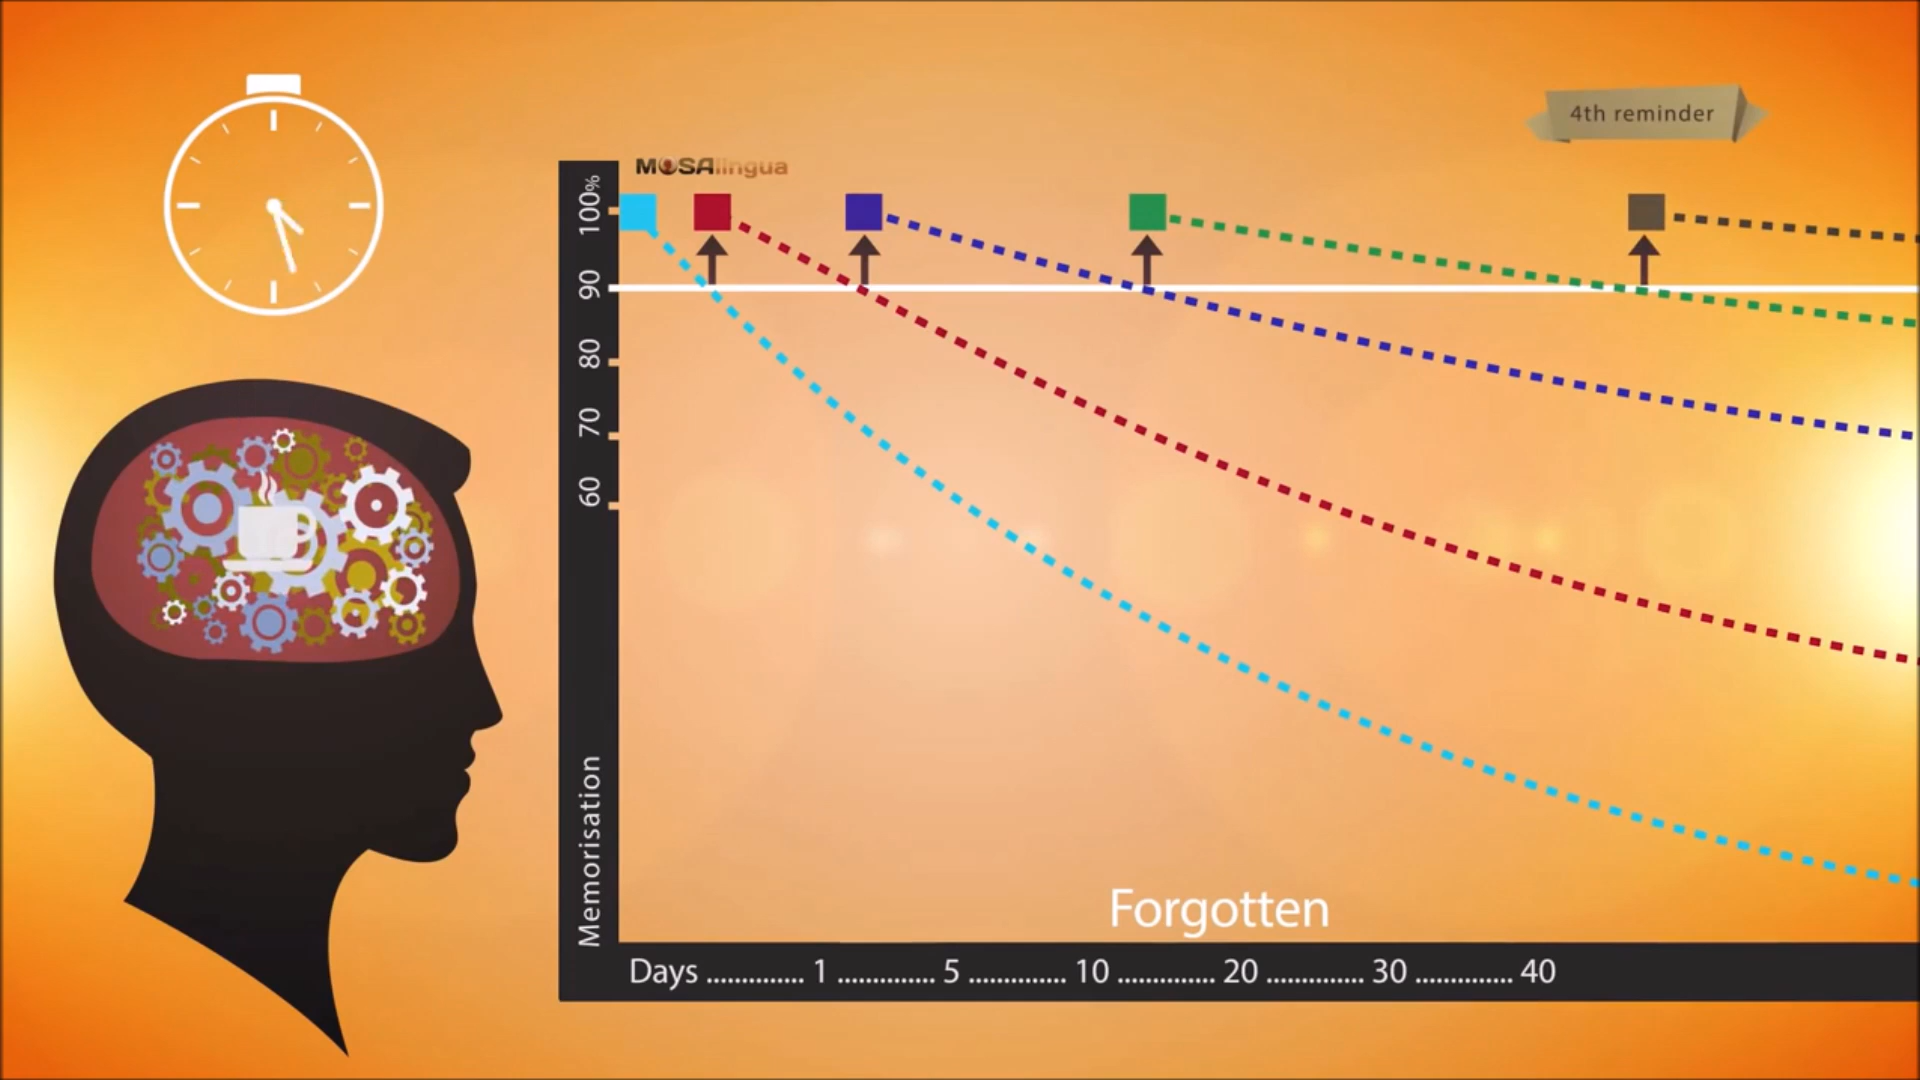 4th reminder
MOSAlingua
100%
90
80
70
60
Memorisation
Forgotten
Days ............. 1 ............. 5 ............. 10 ............. 20 ............. 30 ............. 40